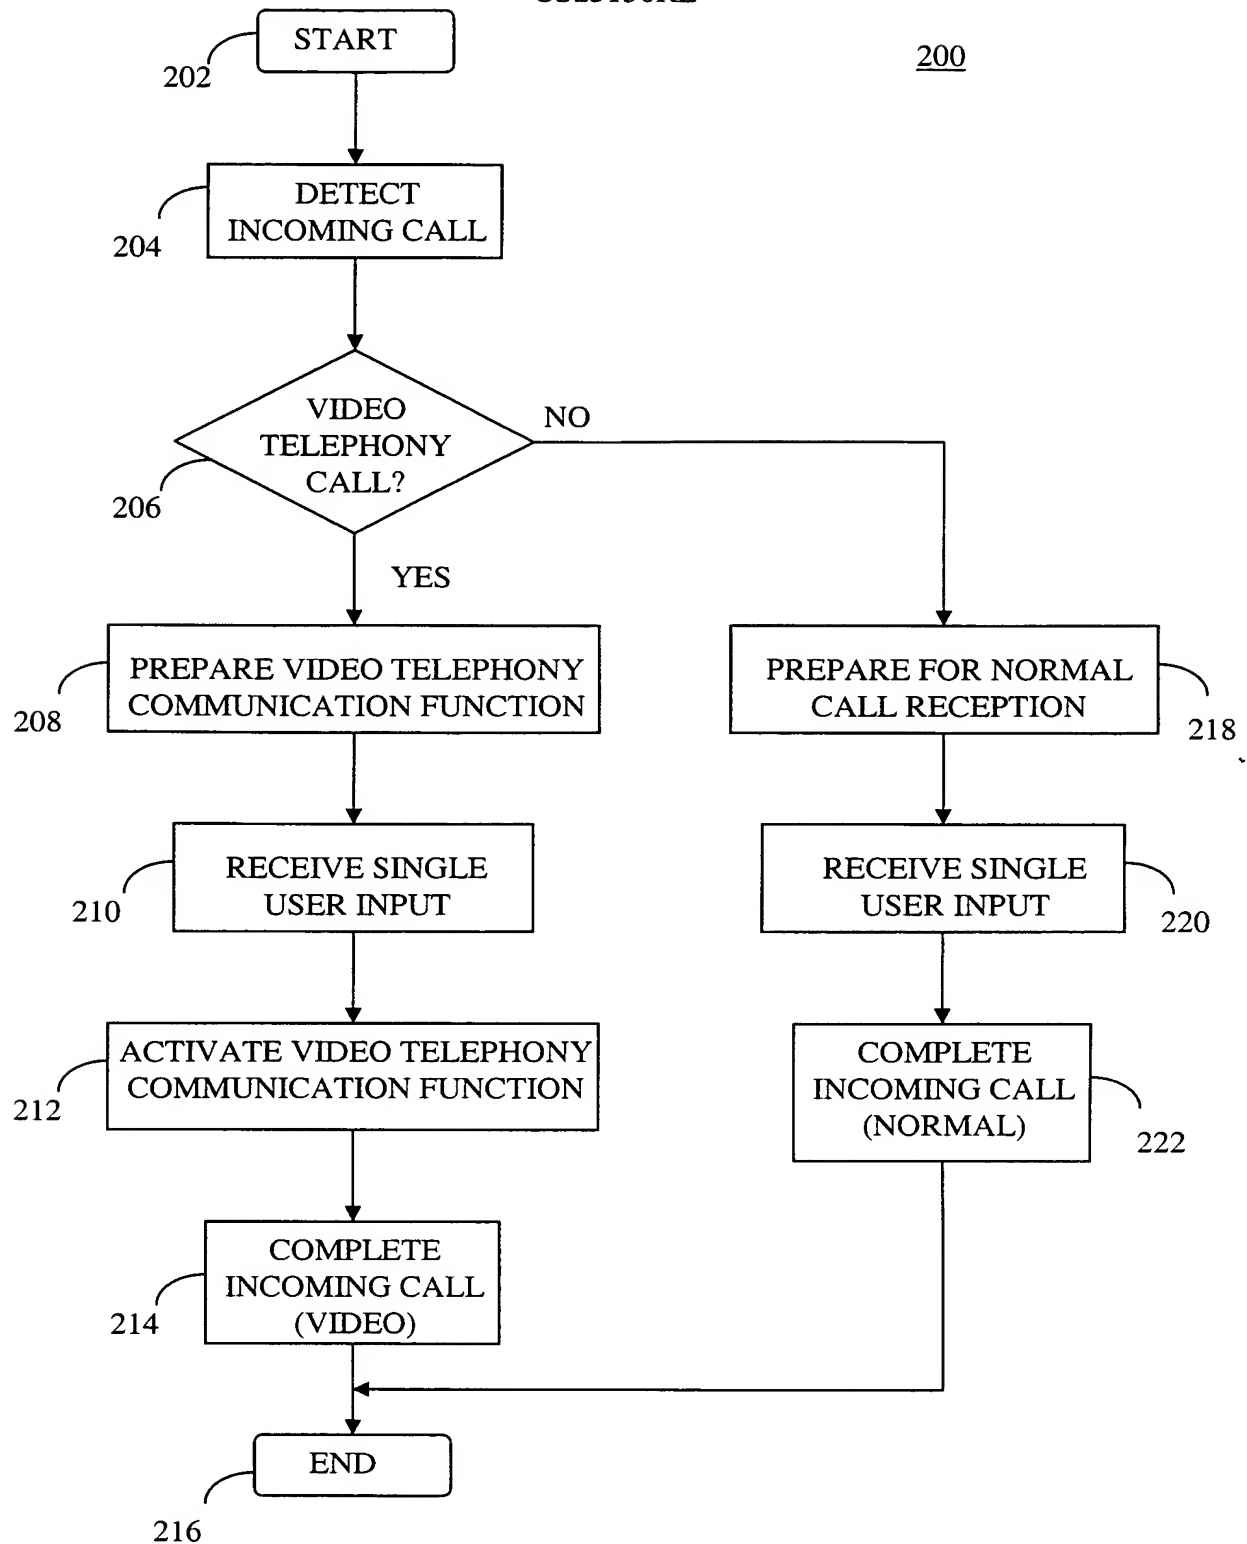 START
200
202
DETECT
INCOMING CALL
204
VIDEO
TELEPHONY
CALL?
NO
206
YES
PREPARE VIDEO TELEPHONY
COMMUNICATION FUNCTION
208
PREPARE FOR NORMAL
CALL RECEPTION
218
RECEIVE SINGLE
USER INPUT
210
RECEIVE SINGLE
USER INPUT
220
ACTIVATE VIDEO TELEPHONY
COMMUNICATION FUNCTION
212
COMPLETE
INCOMING CALL
(NORMAL)
222
COMPLETE
INCOMING CALL
(VIDEO)
214
END
216